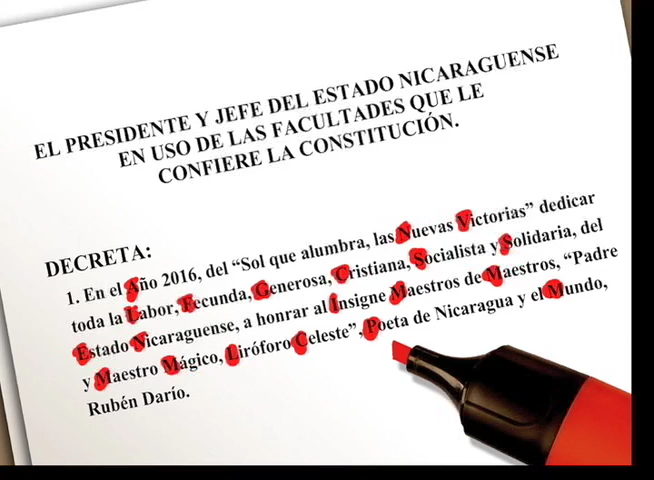 EL PRESIDENTE Y JEFE DEL ESTADO NICARAGUENSE
EN USO DE LAS FACULTADES QUE LE
CONFIERE LA CONSTITUCIÓN.
DECRETA:
1. En el Año 2016, del “Sol que alumbra, las Nuevas Victorias” dedicar
toda la Labor, Fecunda, Generosa, Cristiana, Socialista y Solidaria, del
Estado Nicaraguense, a honrar al Insigne Maestros de Maestros, “Padre
y Maestro Mágico, Liróforo Celeste”, Poeta de Nicaragua y el Mundo,
Rubén Darío.